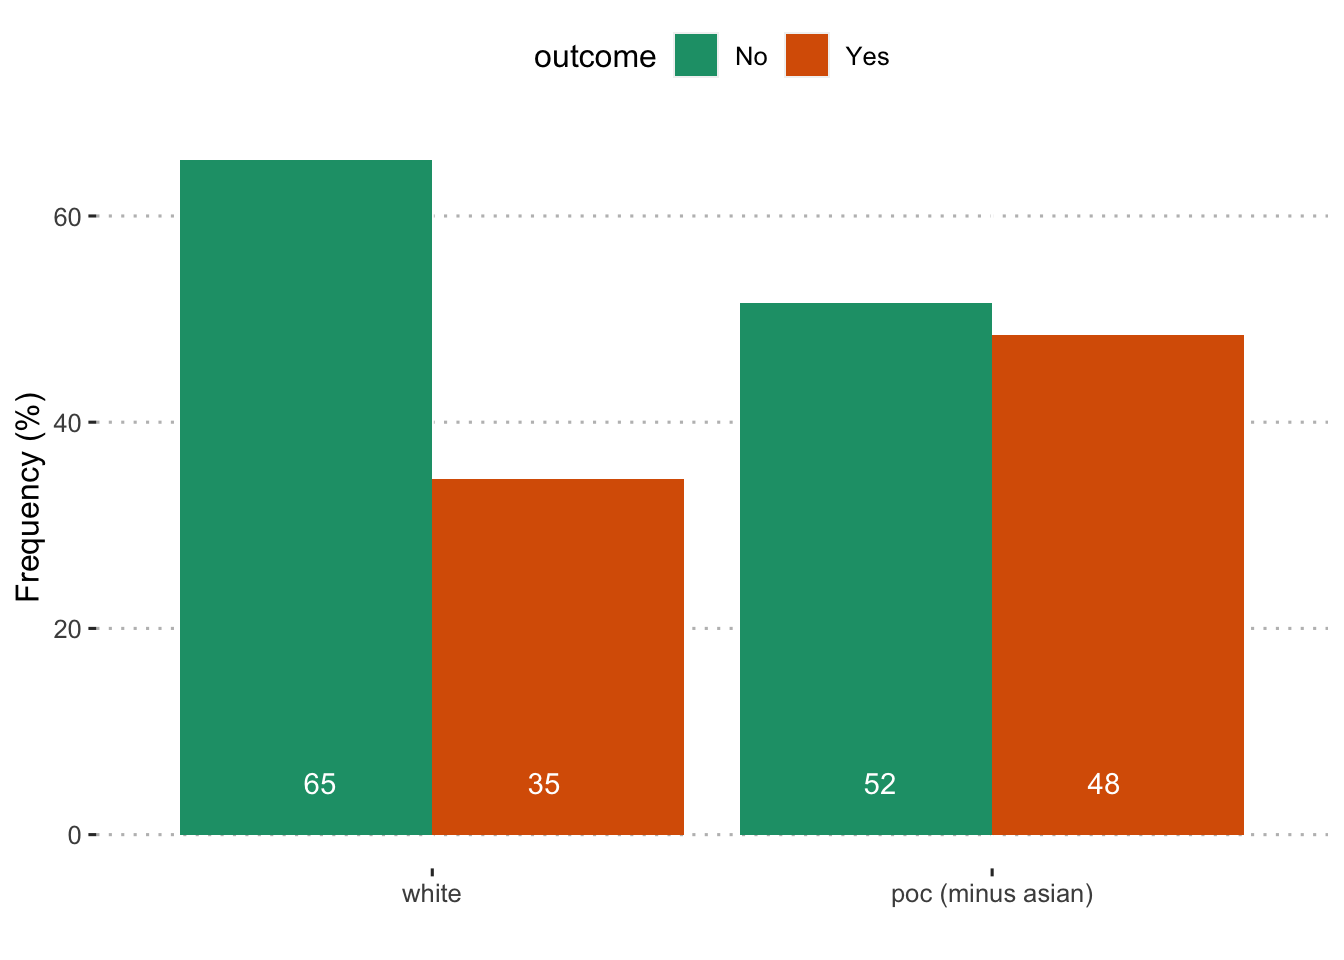 outcome No Yes
60
40
20
0
Frequency (%)
65 35 52 48
white poc (minus asian)